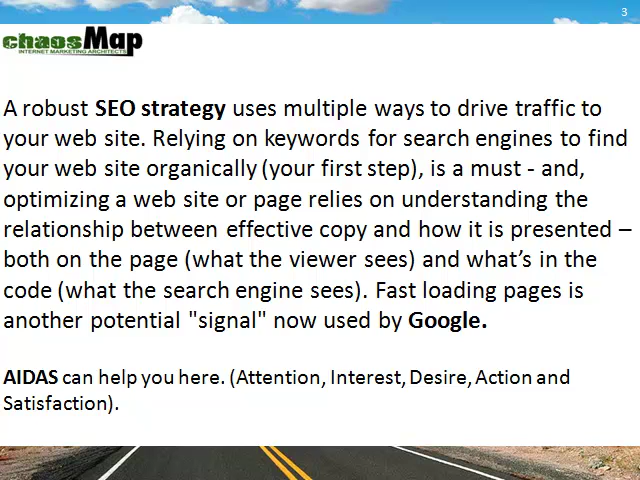 3
chaosMap
INTERNET MARKETING ARCHITECTS
A robust SEO strategy uses multiple ways to drive traffic to
your web site. Relying on keywords for search engines to find
your web site organically (your first step), is a must - and,
optimizing a web site or page relies on understanding the
relationship between effective copy and how it is presented –
both on the page (what the viewer sees) and what's in the
code (what the search engine sees). Fast loading pages is
another potential "signal" now used by Google.
AIDAS can help you here. (Attention, Interest, Desire, Action and
Satisfaction).